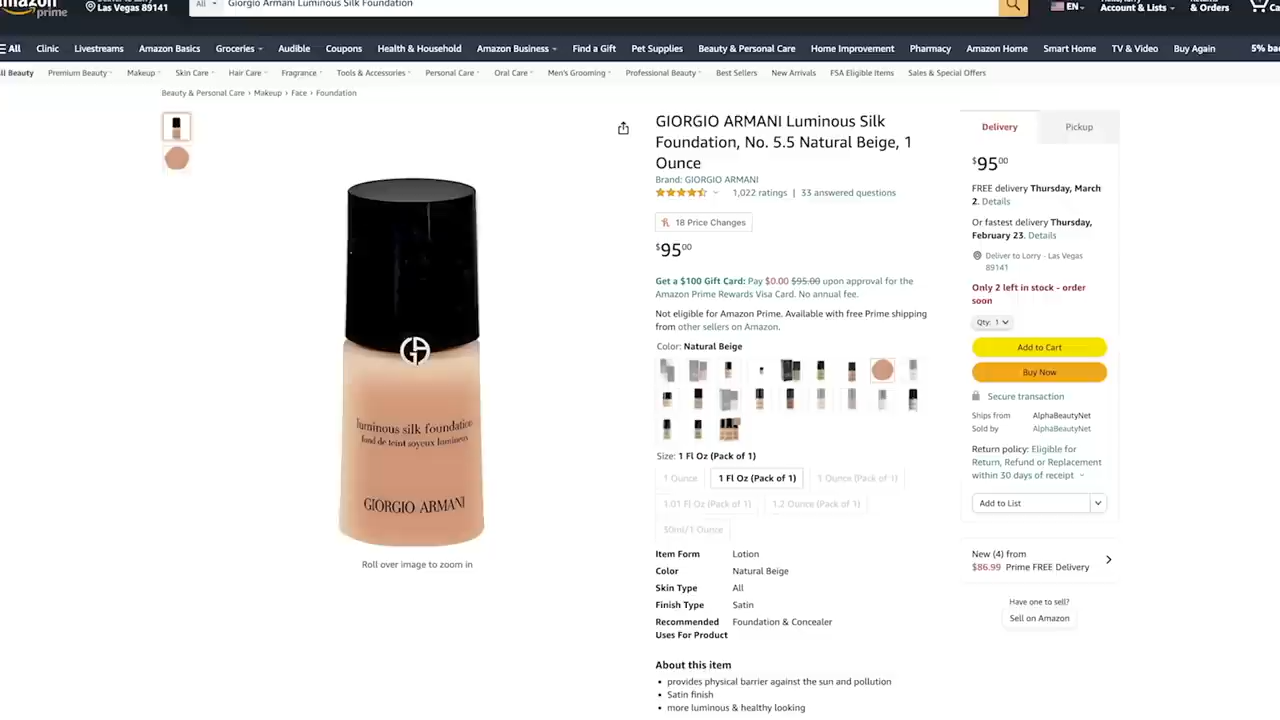 prime
Las Vegas 89141
All
Giorgio Armani Luminous Silk Foundation
EN
Account & Lists
& Orders
All
Clinic
Livestreams
Amazon Basics
Groceries
Audible
Coupons
Health & Household
Amazon Business
Find a Gift
Pet Supplies
Beauty & Personal Care
Home Improvement
Pharmacy
Amazon Home
Smart Home
TV & Video
Buy Again
5%
Beauty
Premium Beauty
Makeup
Skin Care
Hair Care
Fragrance
Tools & Accessories
Personal Care
Oral Care
Men's Grooming
Professional Beauty
Best Sellers
New Arrivals
FSA Eligible Items
Sales & Special Offers
Beauty & Personal Care › Makeup › Face › Foundation
luminous silk foundation
fond de teint soyeux lumineux
GIORGIO ARMANI
Roll over image to zoom in
GIORGIO ARMANI Luminous Silk
Foundation, No. 5.5 Natural Beige, 1
Ounce
Brand: GIORGIO ARMANI
1,022 ratings | 33 answered questions
18 Price Changes
$9500
Get a $100 Gift Card: Pay $0.00 $95.00 upon approval for the
Amazon Prime Rewards Visa Card. No annual fee.
Not eligible for Amazon Prime. Available with free Prime shipping
from other sellers on Amazon.
Color: Natural Beige
Size: 1 Fl Oz (Pack of 1)
1 Ounce
1 Fl Oz (Pack of 1)
1 Ounce (Pack of 1)
1.01 Fl Oz (Pack of 1)
1.2 Ounce (Pack of 1)
50ml/1 Ounce
Item Form Lotion
Color Natural Beige
Skin Type All
Finish Type Satin
Recommended Foundation & Concealer
Uses For Product
About this item
• provides physical barrier against the sun and pollution
• Satin finish
• more luminous & healthy looking
Delivery
Pickup
$9500
FREE delivery Thursday, March
2. Details
Or fastest delivery Thursday,
February 23. Details
Deliver to Lorry - Las Vegas
89141
Only 2 left in stock - order
soon
Qty: 1
Add to Cart
Buy Now
Secure transaction
Ships from AlphaBeautyNet
Sold by AlphaBeautyNet
Return policy: Eligible for
Return, Refund or Replacement
within 30 days of receipt
Add to List
New (4) from
$86.99 Prime FREE Delivery
Have one to sell?
Sell on Amazon